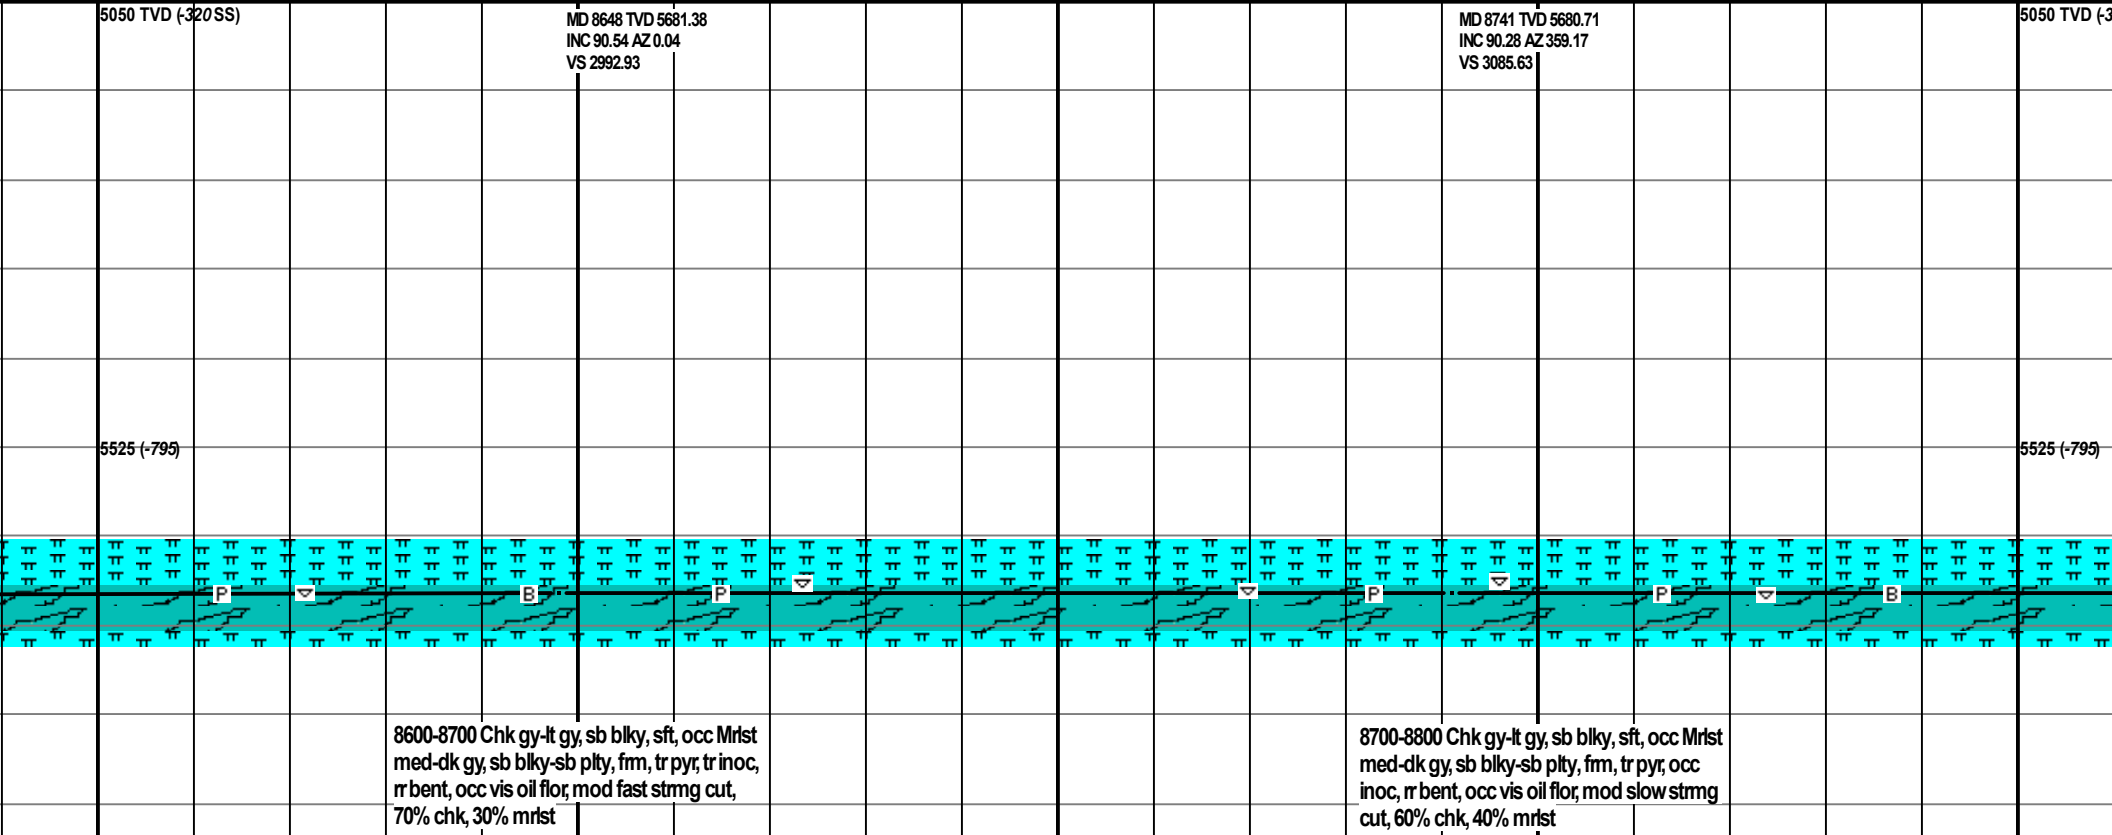 5050 TVD (-320 SS)
MD 8648 TVD 5681.38
INC 90.54 AZ 0.04
VS 2992.93
MD 8741 TVD 5680.71
INC 90.28 AZ 359.17
VS 3085.63
5050 TVD (-3
5525 (-795)
5525 (-795)
P
B
P
P
P
B
8600-8700 Chk gy-lt gy, sb blky, sft, occ Mrlst
med-dk gy, sb blky-sb plty, frm, tr pyr, tr inoc,
rr bent, occ vis oil flor, mod fast strmg cut,
70% chk, 30% mrlst
8700-8800 Chk gy-lt gy, sb blky, sft, occ Mrlst
med-dk gy, sb blky-sb plty, frm, tr pyr, occ
inoc, rr bent, occ vis oil flor, mod slow strmg
cut, 60% chk, 40% mrlst